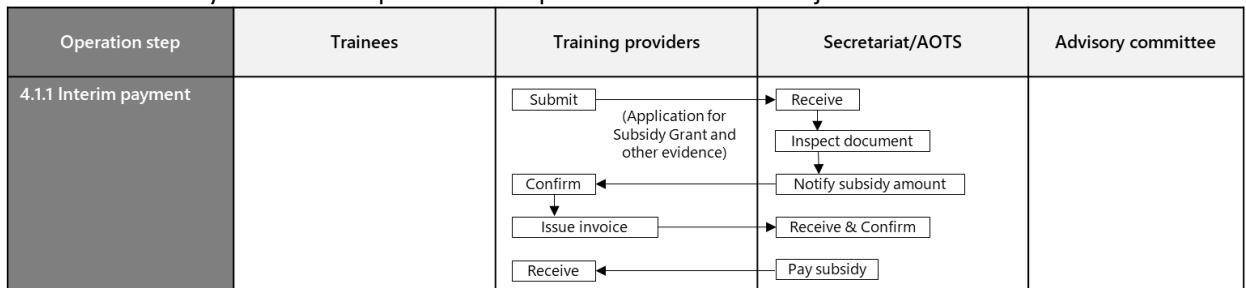 Operation step
Trainees
Training providers
Secretariat/AOTS
Advisory committee
4.1.1 Interim payment
Submit
Receive
(Application for
Subsidy Grant and
other evidence)
Inspect document
Confirm
Notify subsidy amount
Issue invoice
Receive & Confirm
Receive
Pay subsidy